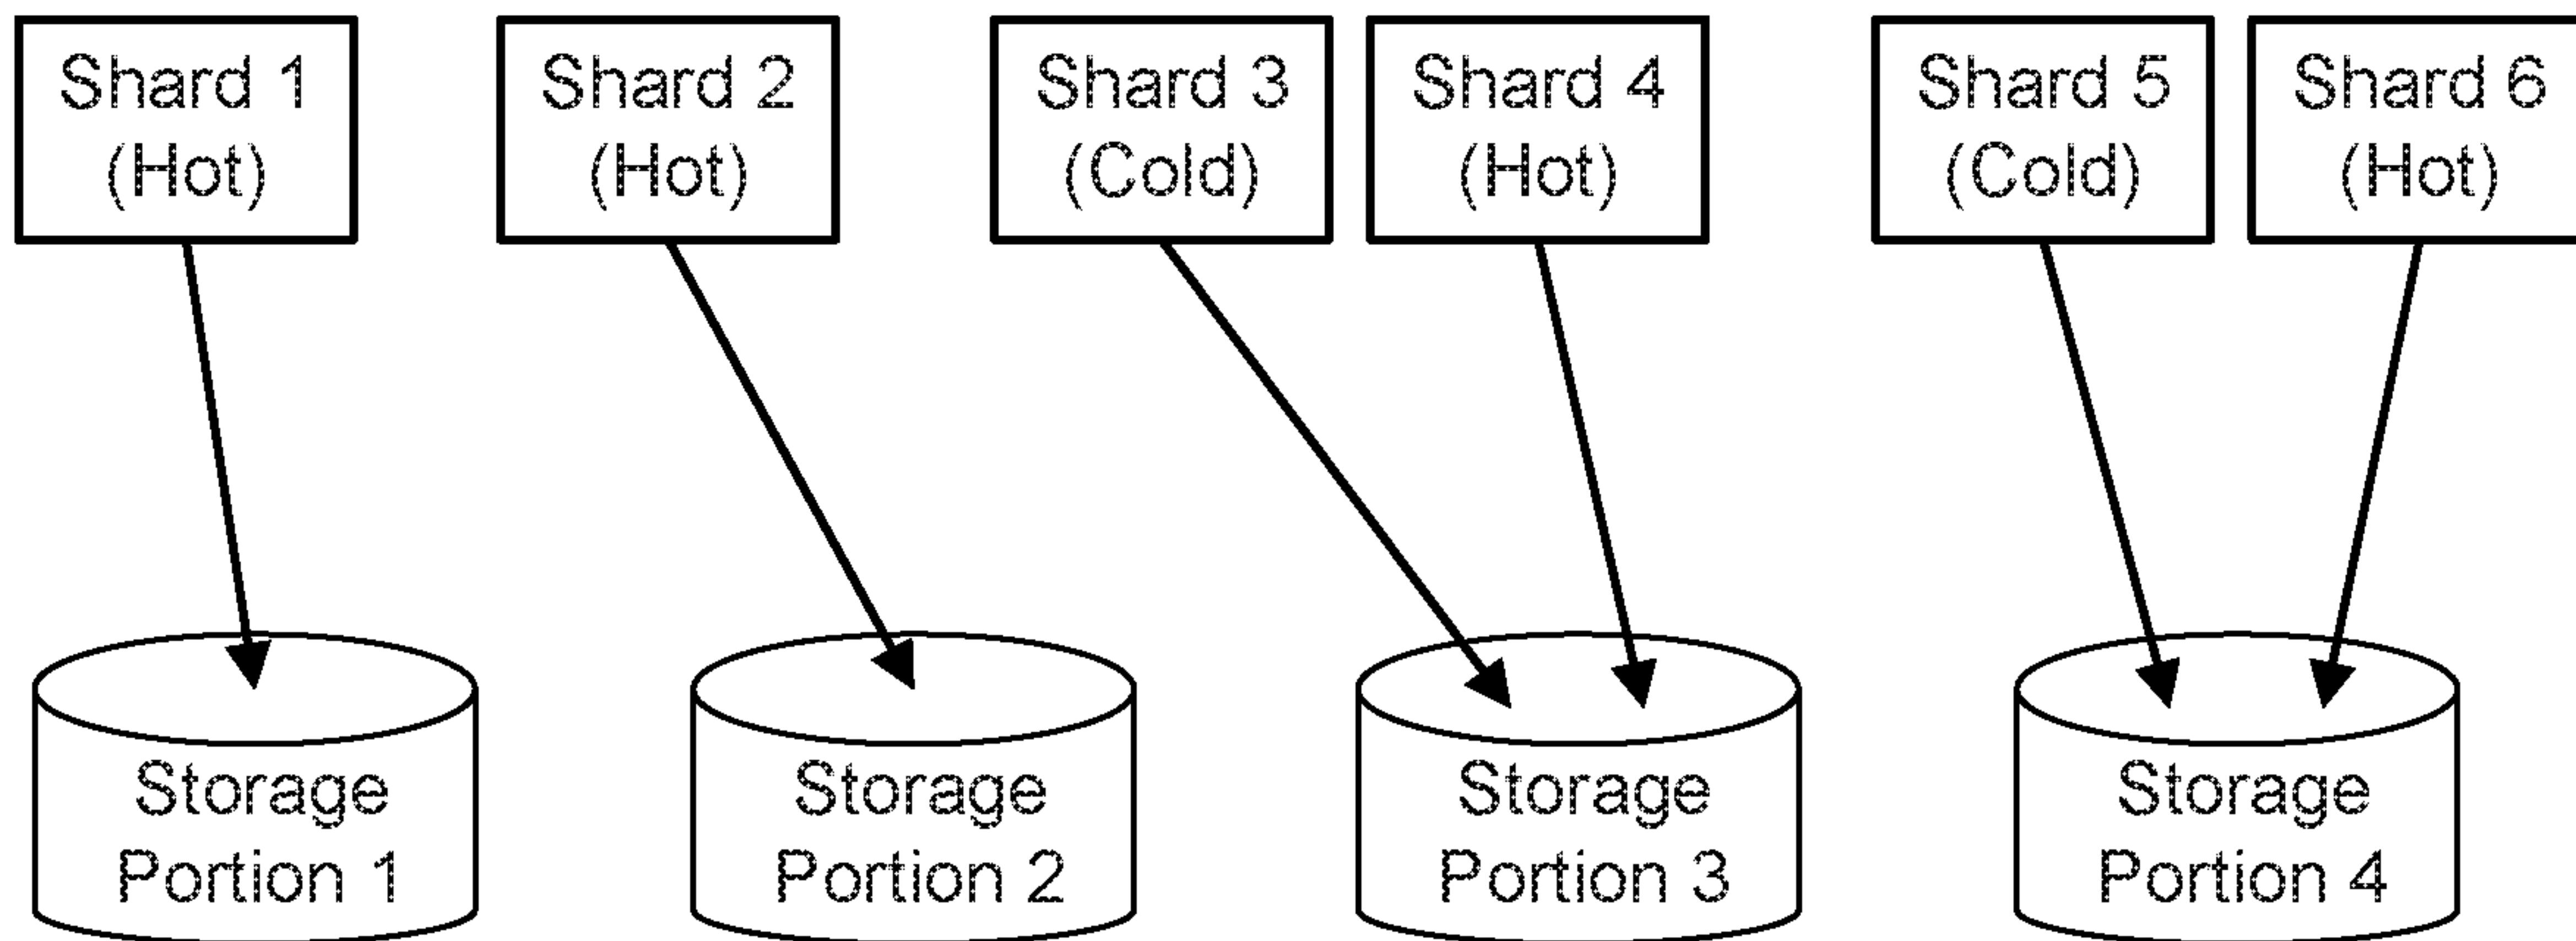 Shard 1
(Hot)
Shard 2
(Hot)
Shard 3
(Cold)
Shard 4
(Hot)
Shard 5
(Cold)
Shard 6
(Hot)
Storage
Portion 1
Storage
Portion 2
Storage
Portion 3
Storage
Portion 4